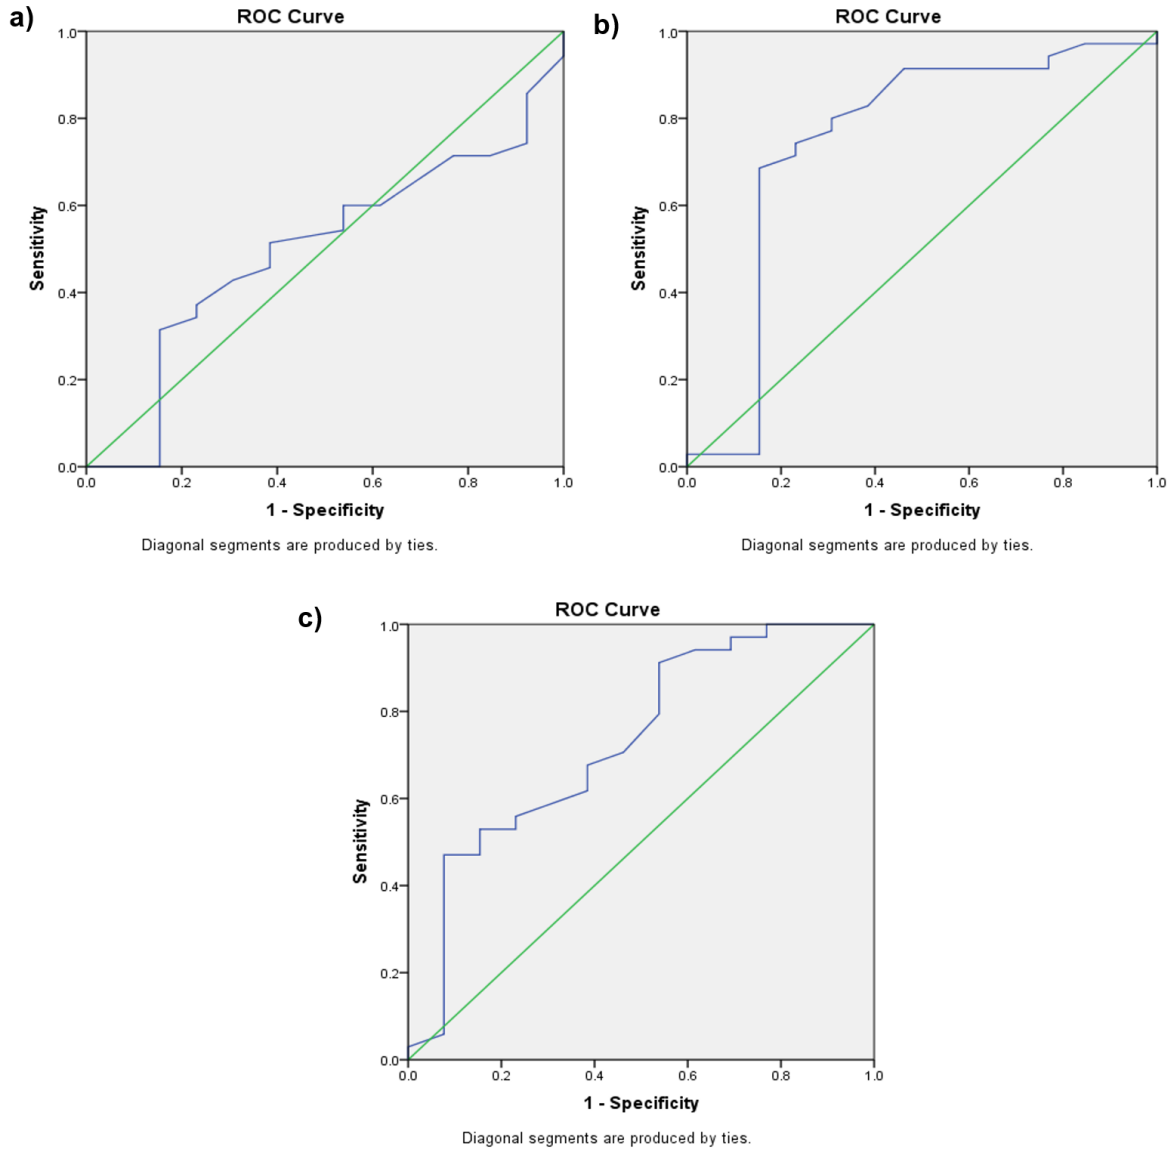 a)
ROC Curve
1.0
0.8
0.6
0.4
0.2
0.0
Sensitivity
0.0 0.2 0.4 0.6 0.8 1.0
1 - Specificity
Diagonal segments are produced by ties.
b)
ROC Curve
1.0
0.8
0.6
0.4
0.2
0.0
Sensitivity
0.0 0.2 0.4 0.6 0.8 1.0
1 - Specificity
Diagonal segments are produced by ties.
c)
ROC Curve
1.0
0.8
0.6
0.4
0.2
0.0
Sensitivity
0.0 0.2 0.4 0.6 0.8 1.0
1 - Specificity
Diagonal segments are produced by ties.